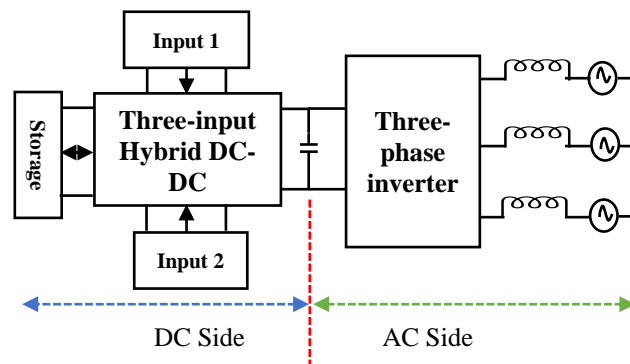 Input 1
Storage
Three-input
Hybrid DC-
DC
Three-
phase
inverter
Input 2
DC Side
AC Side